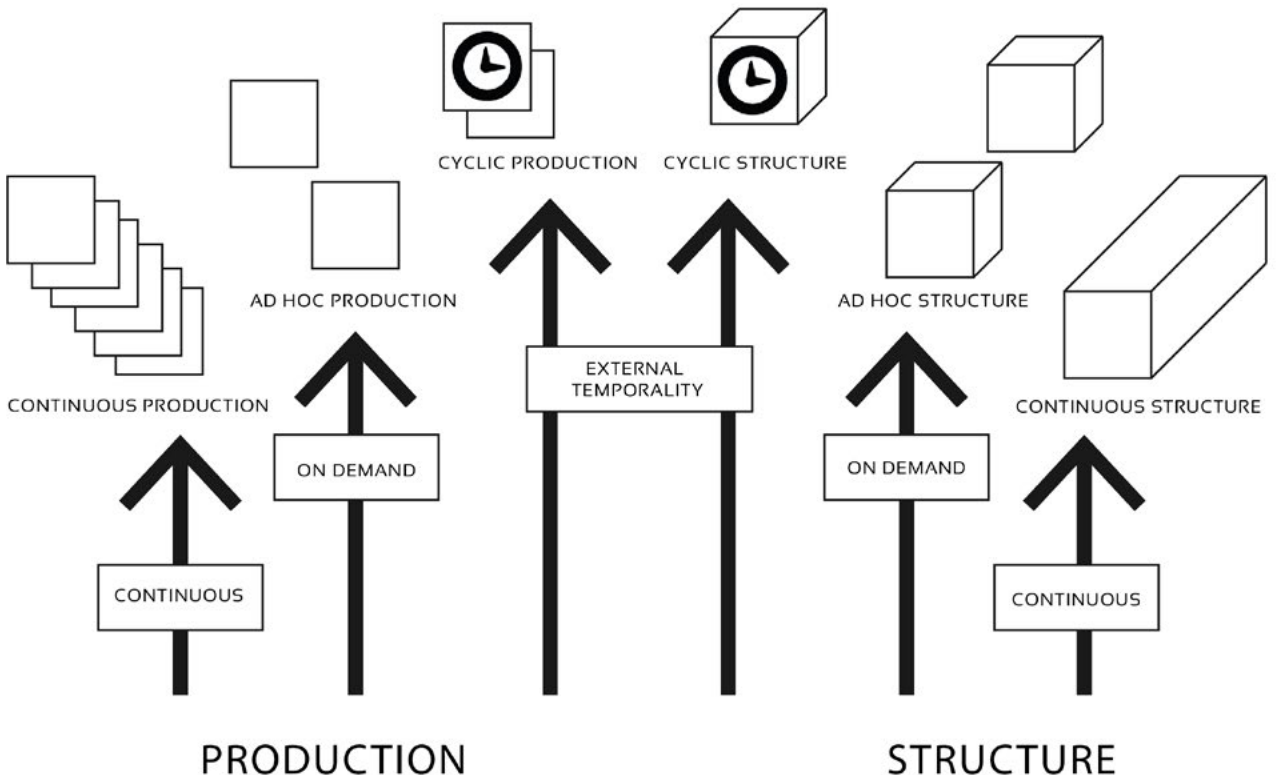 CYCLIC PRODUCTION
CYCLIC STRUCTURE
AD HOC PRODUCTION
AD HOC STRUCTURE
EXTERNAL
TEMPORALITY
CONTINUOUS PRODUCTION
CONTINUOUS STRUCTURE
ON DEMAND
ON DEMAND
CONTINUOUS
CONTINUOUS
PRODUCTION
STRUCTURE